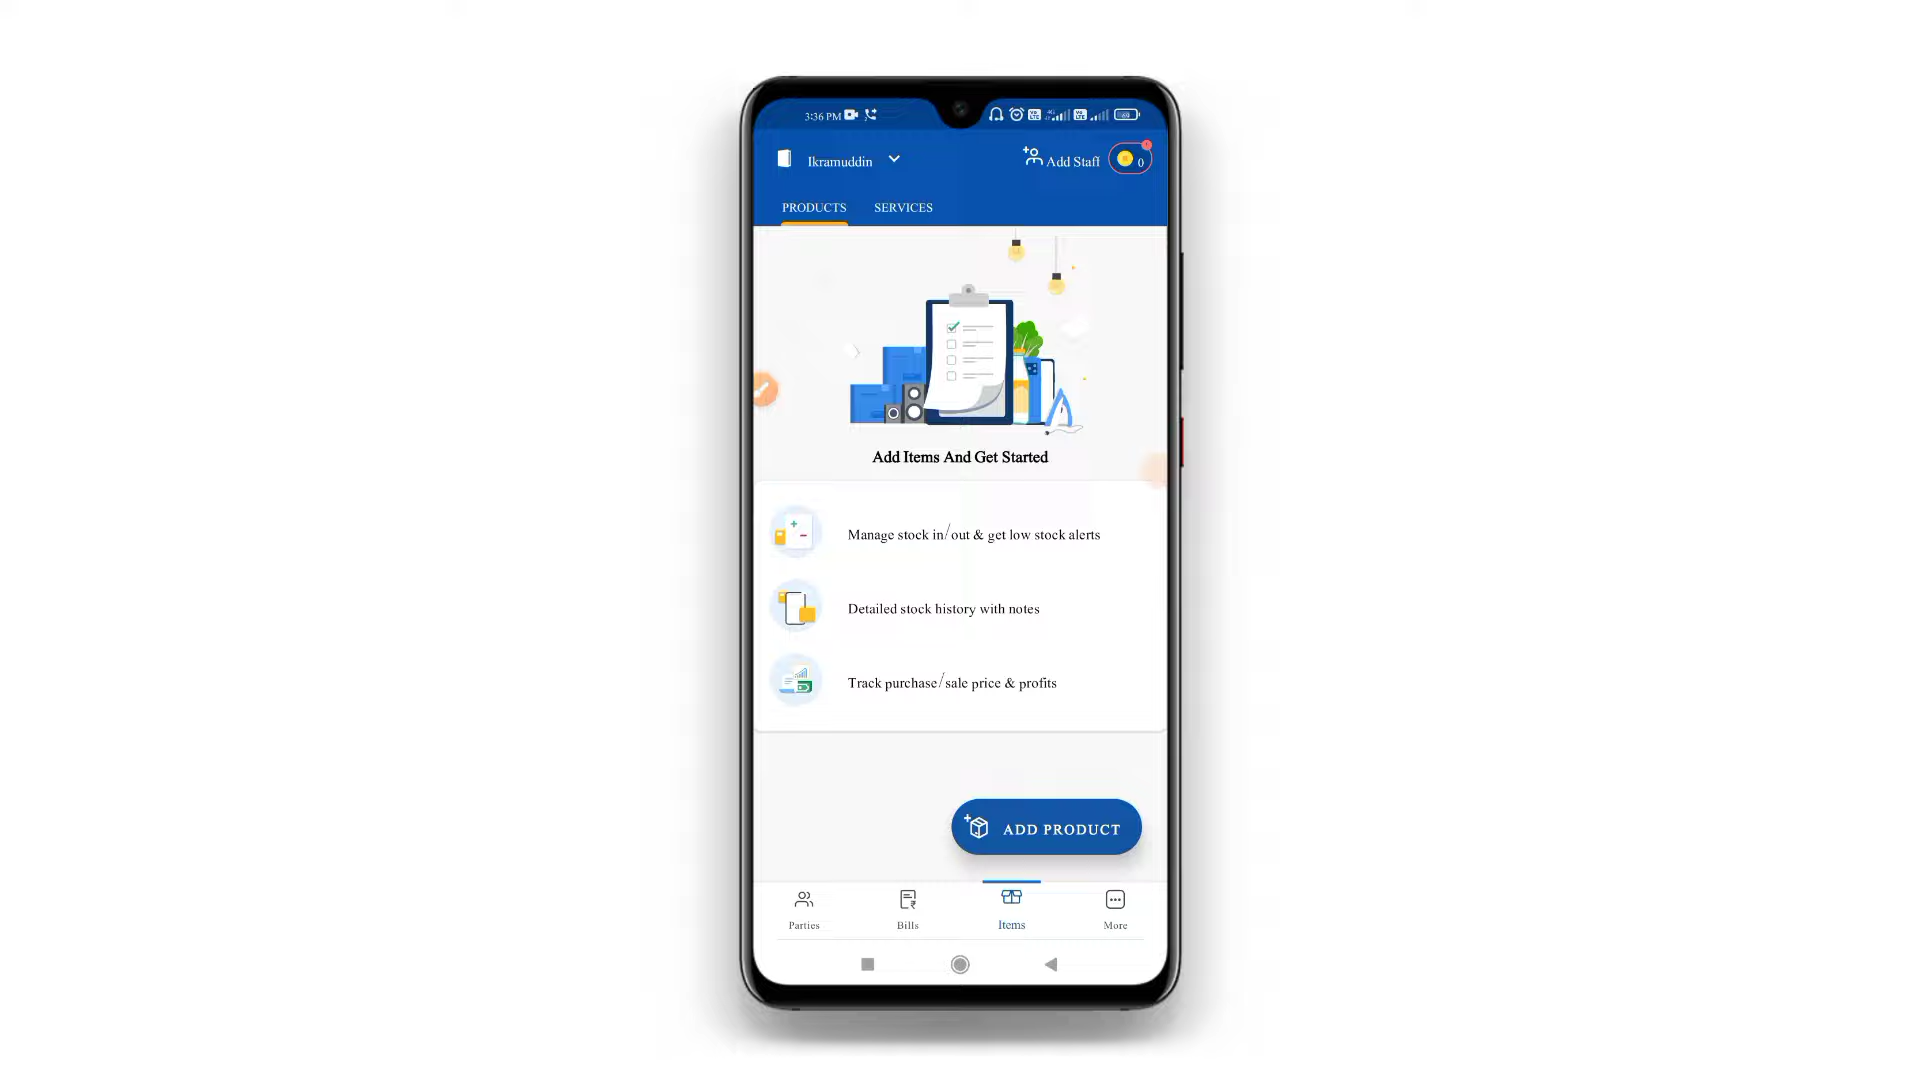 3:36 PM
Ikramuddin
Add Staff
0
PRODUCTS
SERVICES
Add Items And Get Started
Manage stock in/out & get low stock alerts
Detailed stock history with notes
Track purchase/sale price & profits
ADD PRODUCT
Parties
Bills
Items
More